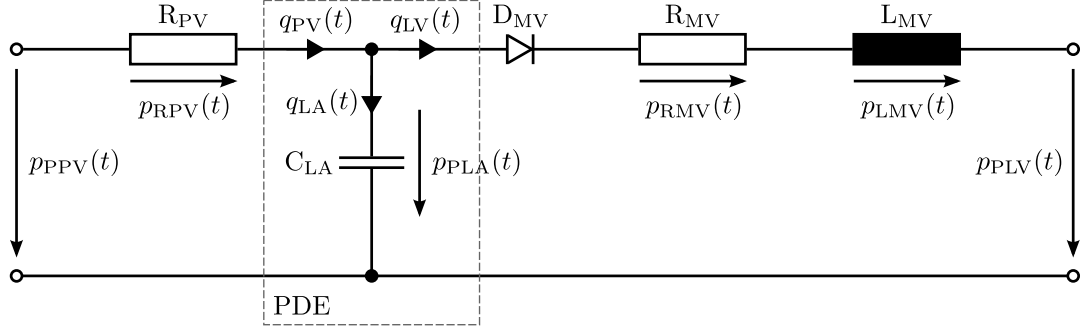 R_PV
q_PV(t)
q_LV(t)
D_MV
R_MV
L_MV
p_RPV(t)
q_LA(t)
p_RMV(t)
p_LMV(t)
p_PPV(t)
C_LA
p_PLA(t)
p_PLV(t)
PDE